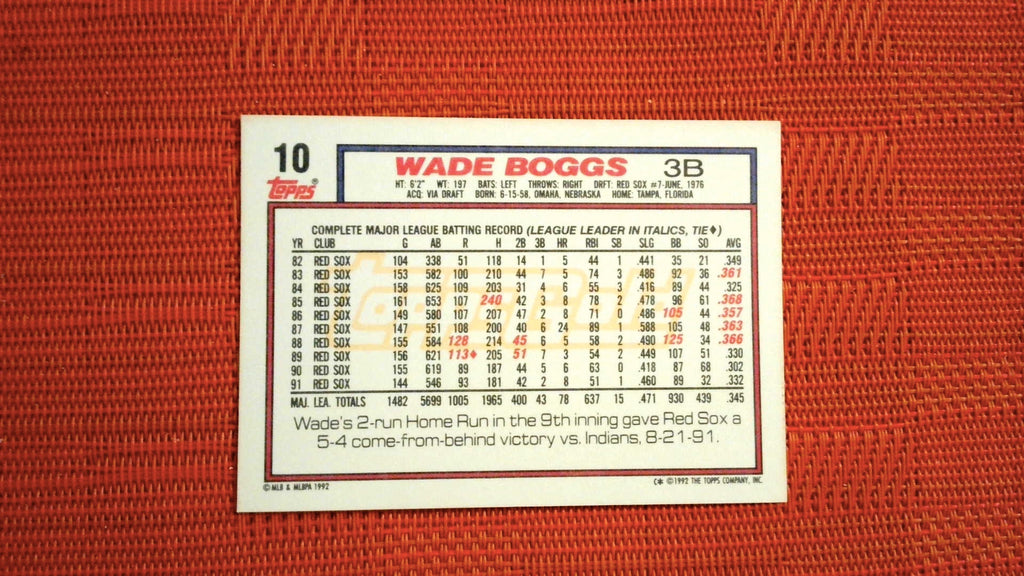 10
topps®
WADE BOGGS 3B
HT: 6'2" WT: 197 BATS: LEFT THROWS: RIGHT DRFT: RED SOX #7-JUNE, 1976
ACQ: VIA DRAFT BORN: 6-15-58, OMAHA, NEBRASKA HOME: TAMPA, FLORIDA
COMPLETE MAJOR LEAGUE BATTING RECORD (LEAGUE LEADER IN ITALICS, TIE♦)
YR CLUB G AB R H 2B 3B HR RBI SB SLG BB SO AVG
82 RED SOX 104 338 51 118 14 1 5 44 1 .441 35 21 .349
83 RED SOX 153 582 100 210 44 7 5 74 3 .486 92 36 .361
84 RED SOX 158 625 109 203 31 4 6 55 3 .416 89 44 .325
85 RED SOX 161 653 107 240 42 3 8 78 2 .478 96 61 .368
86 RED SOX 149 580 107 207 47 2 8 71 0 .486 105 44 .357
87 RED SOX 147 551 108 200 40 6 24 89 1 .588 105 48 .363
88 RED SOX 155 584 128 214 45 6 5 58 2 .490 125 34 .366
89 RED SOX 156 621 113♦ 205 51 7 3 54 2 .449 107 51 .330
90 RED SOX 155 619 89 187 44 5 6 63 0 .418 87 68 .302
91 RED SOX 144 546 93 181 42 2 8 51 1 .460 89 32 .332
MAJ. LEA. TOTALS 1482 5699 1005 1965 400 43 78 637 15 .471 930 439 .345
Wade's 2-run Home Run in the 9th inning gave Red Sox a
5-4 come-from-behind victory vs. Indians, 8-21-91.
© MLB & MLBPA 1992
C* © 1992 THE TOPPS COMPANY, INC.